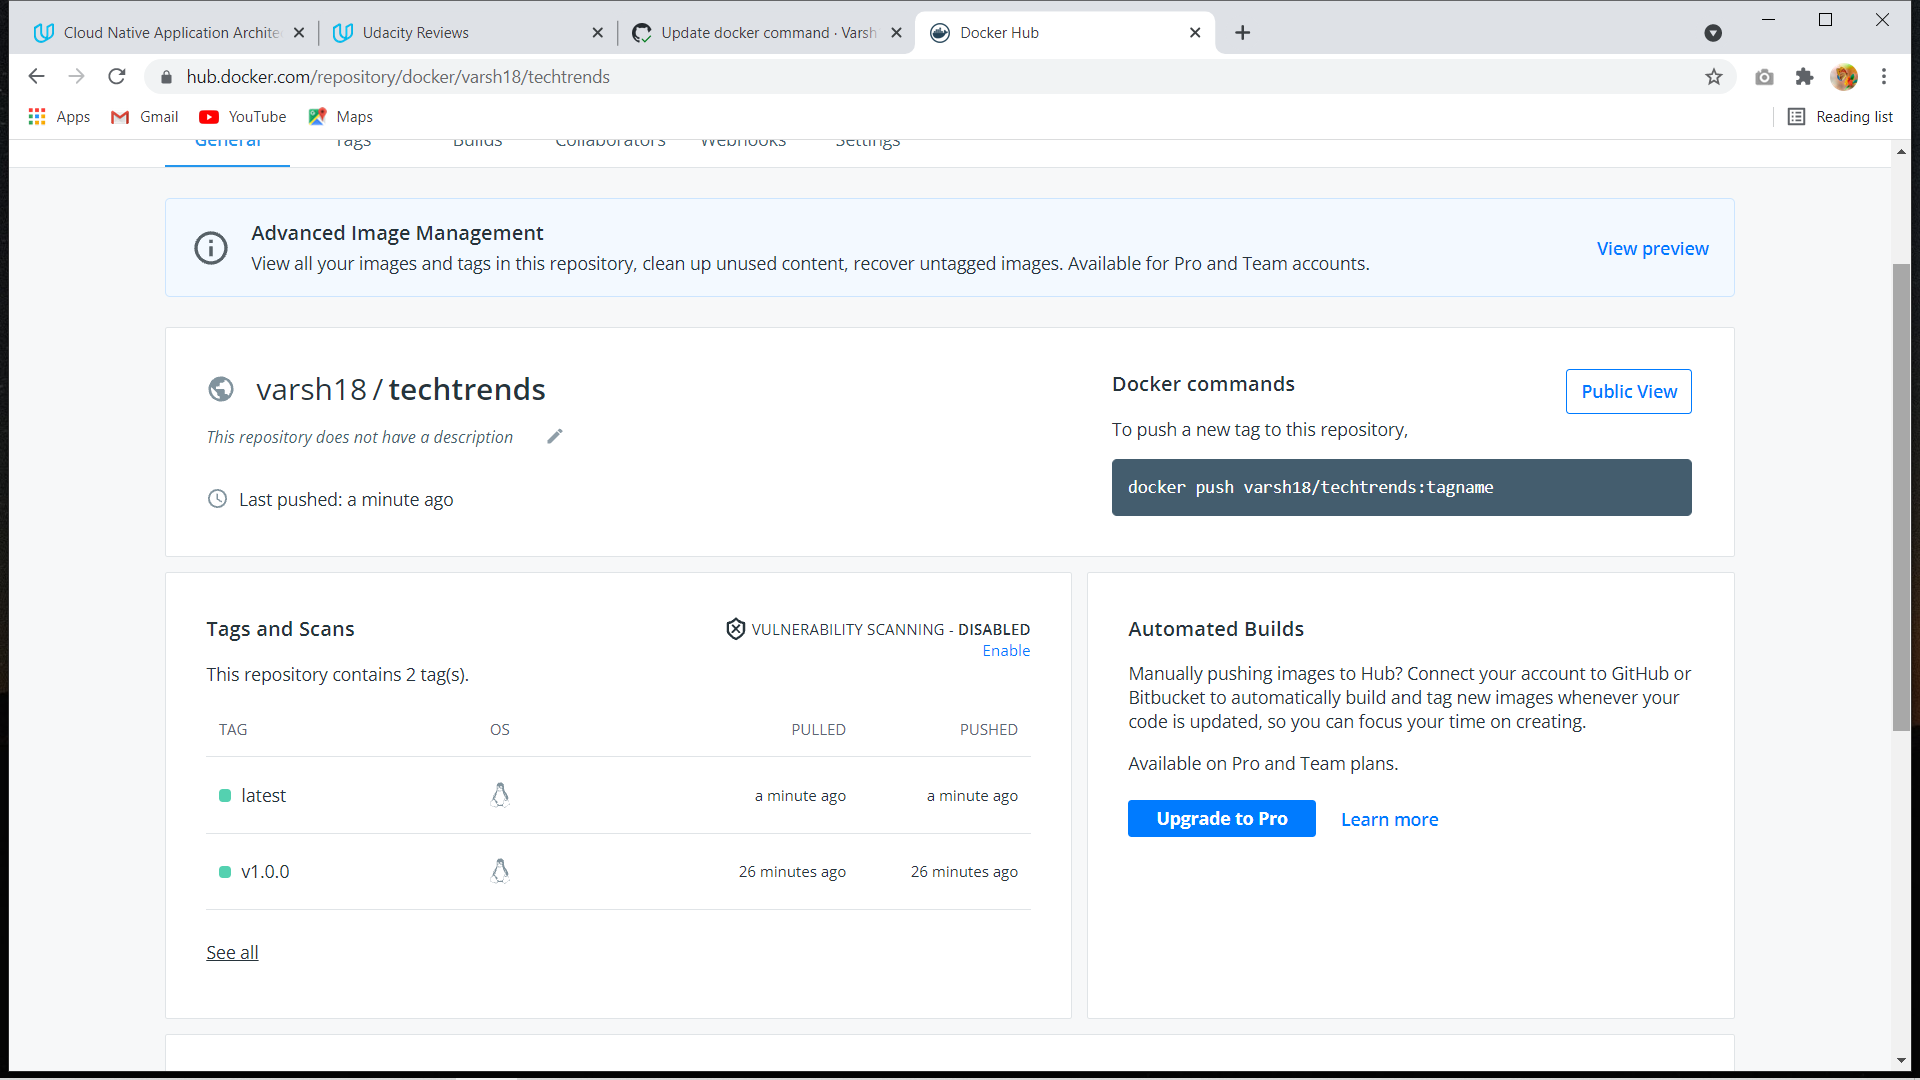 Cloud Native Application Archite
Udacity Reviews
Update docker command · Varsh
Docker Hub
hub.docker.com/repository/docker/varsh18/techtrends
Apps
Gmail
YouTube
Maps
Reading list
General
Tags
Builds
Collaborators
Webhooks
Settings
Advanced Image Management
View all your images and tags in this repository, clean up unused content, recover untagged images. Available for Pro and Team accounts.
View preview
varsh18 / techtrends
This repository does not have a description
Last pushed: a minute ago
Docker commands
Public View
To push a new tag to this repository,
docker push varsh18/techtrends:tagname
Tags and Scans
VULNERABILITY SCANNING - DISABLED
Enable
This repository contains 2 tag(s).
TAG OS PULLED PUSHED
latest a minute ago a minute ago
v1.0.0 26 minutes ago 26 minutes ago
See all
Automated Builds
Manually pushing images to Hub? Connect your account to GitHub or
Bitbucket to automatically build and tag new images whenever your
code is updated, so you can focus your time on creating.
Available on Pro and Team plans.
Upgrade to Pro
Learn more